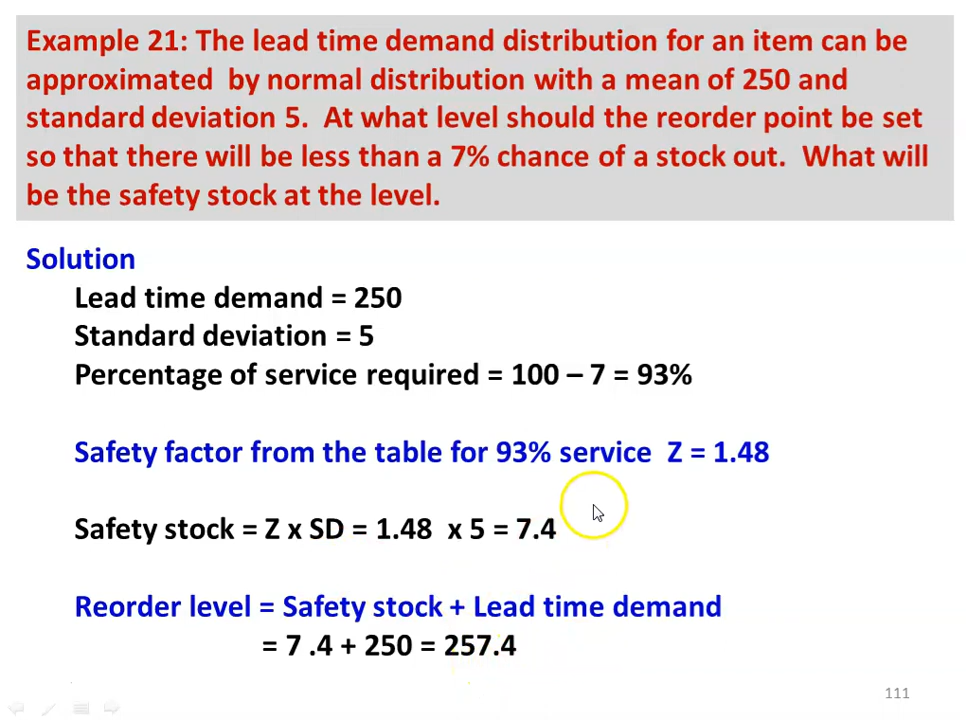 Example 21: The lead time demand distribution for an item can be
approximated by normal distribution with a mean of 250 and
standard deviation 5. At what level should the reorder point be set
so that there will be less than a 7% chance of a stock out. What will
be the safety stock at the level.
Solution
Lead time demand = 250
Standard deviation = 5
Percentage of service required = 100 – 7 = 93%
Safety factor from the table for 93% service Z = 1.48
Safety stock = Z x SD = 1.48 x 5 = 7.4
Reorder level = Safety stock + Lead time demand
= 7 .4 + 250 = 257.4
111